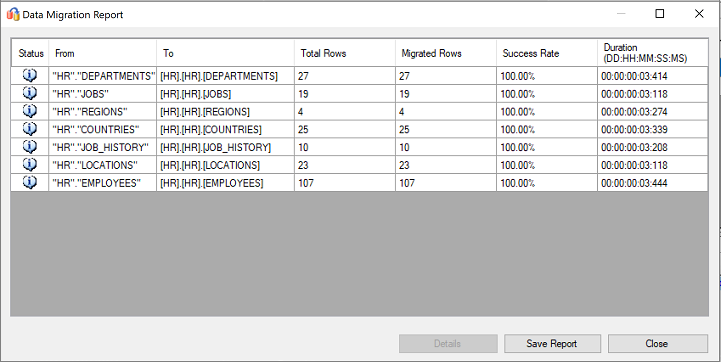 Data Migration Report
Status From To Total Rows Migrated Rows Success Rate Duration
(DD:HH:MM:SS:MS)
"HR"."DEPARTMENTS" [HR].[HR].[DEPARTMENTS] 27 27 100.00% 00:00:00:03:414
"HR"."JOBS" [HR].[HR].[JOBS] 19 19 100.00% 00:00:00:03:118
"HR"."REGIONS" [HR].[HR].[REGIONS] 4 4 100.00% 00:00:00:03:274
"HR"."COUNTRIES" [HR].[HR].[COUNTRIES] 25 25 100.00% 00:00:00:03:339
"HR"."JOB_HISTORY" [HR].[HR].[JOB_HISTORY] 10 10 100.00% 00:00:00:03:208
"HR"."LOCATIONS" [HR].[HR].[LOCATIONS] 23 23 100.00% 00:00:00:03:118
"HR"."EMPLOYEES" [HR].[HR].[EMPLOYEES] 107 107 100.00% 00:00:00:03:444
Details Save Report Close